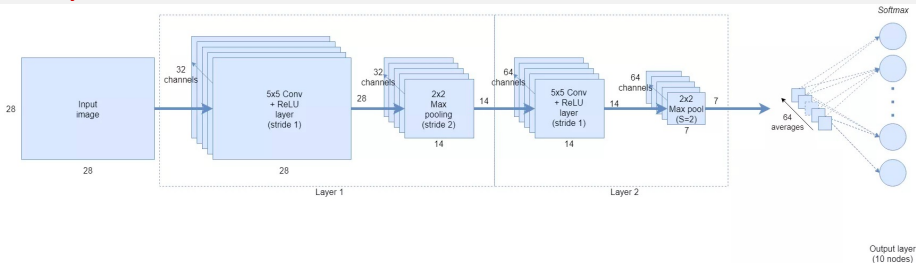 Softmax
32
channels
32
channels
64
channels
64
channels
28
Input
image
28
5x5 Conv
+ ReLU
layer
(stride 1)
28
28
2x2
Max
pooling
(stride 2)
14
14
5x5 Conv
+ ReLU
layer
(stride 1)
14
14
2x2
Max pool
(S=2)
7
7
64
averages
Layer 1
Layer 2
Output layer
(10 nodes)